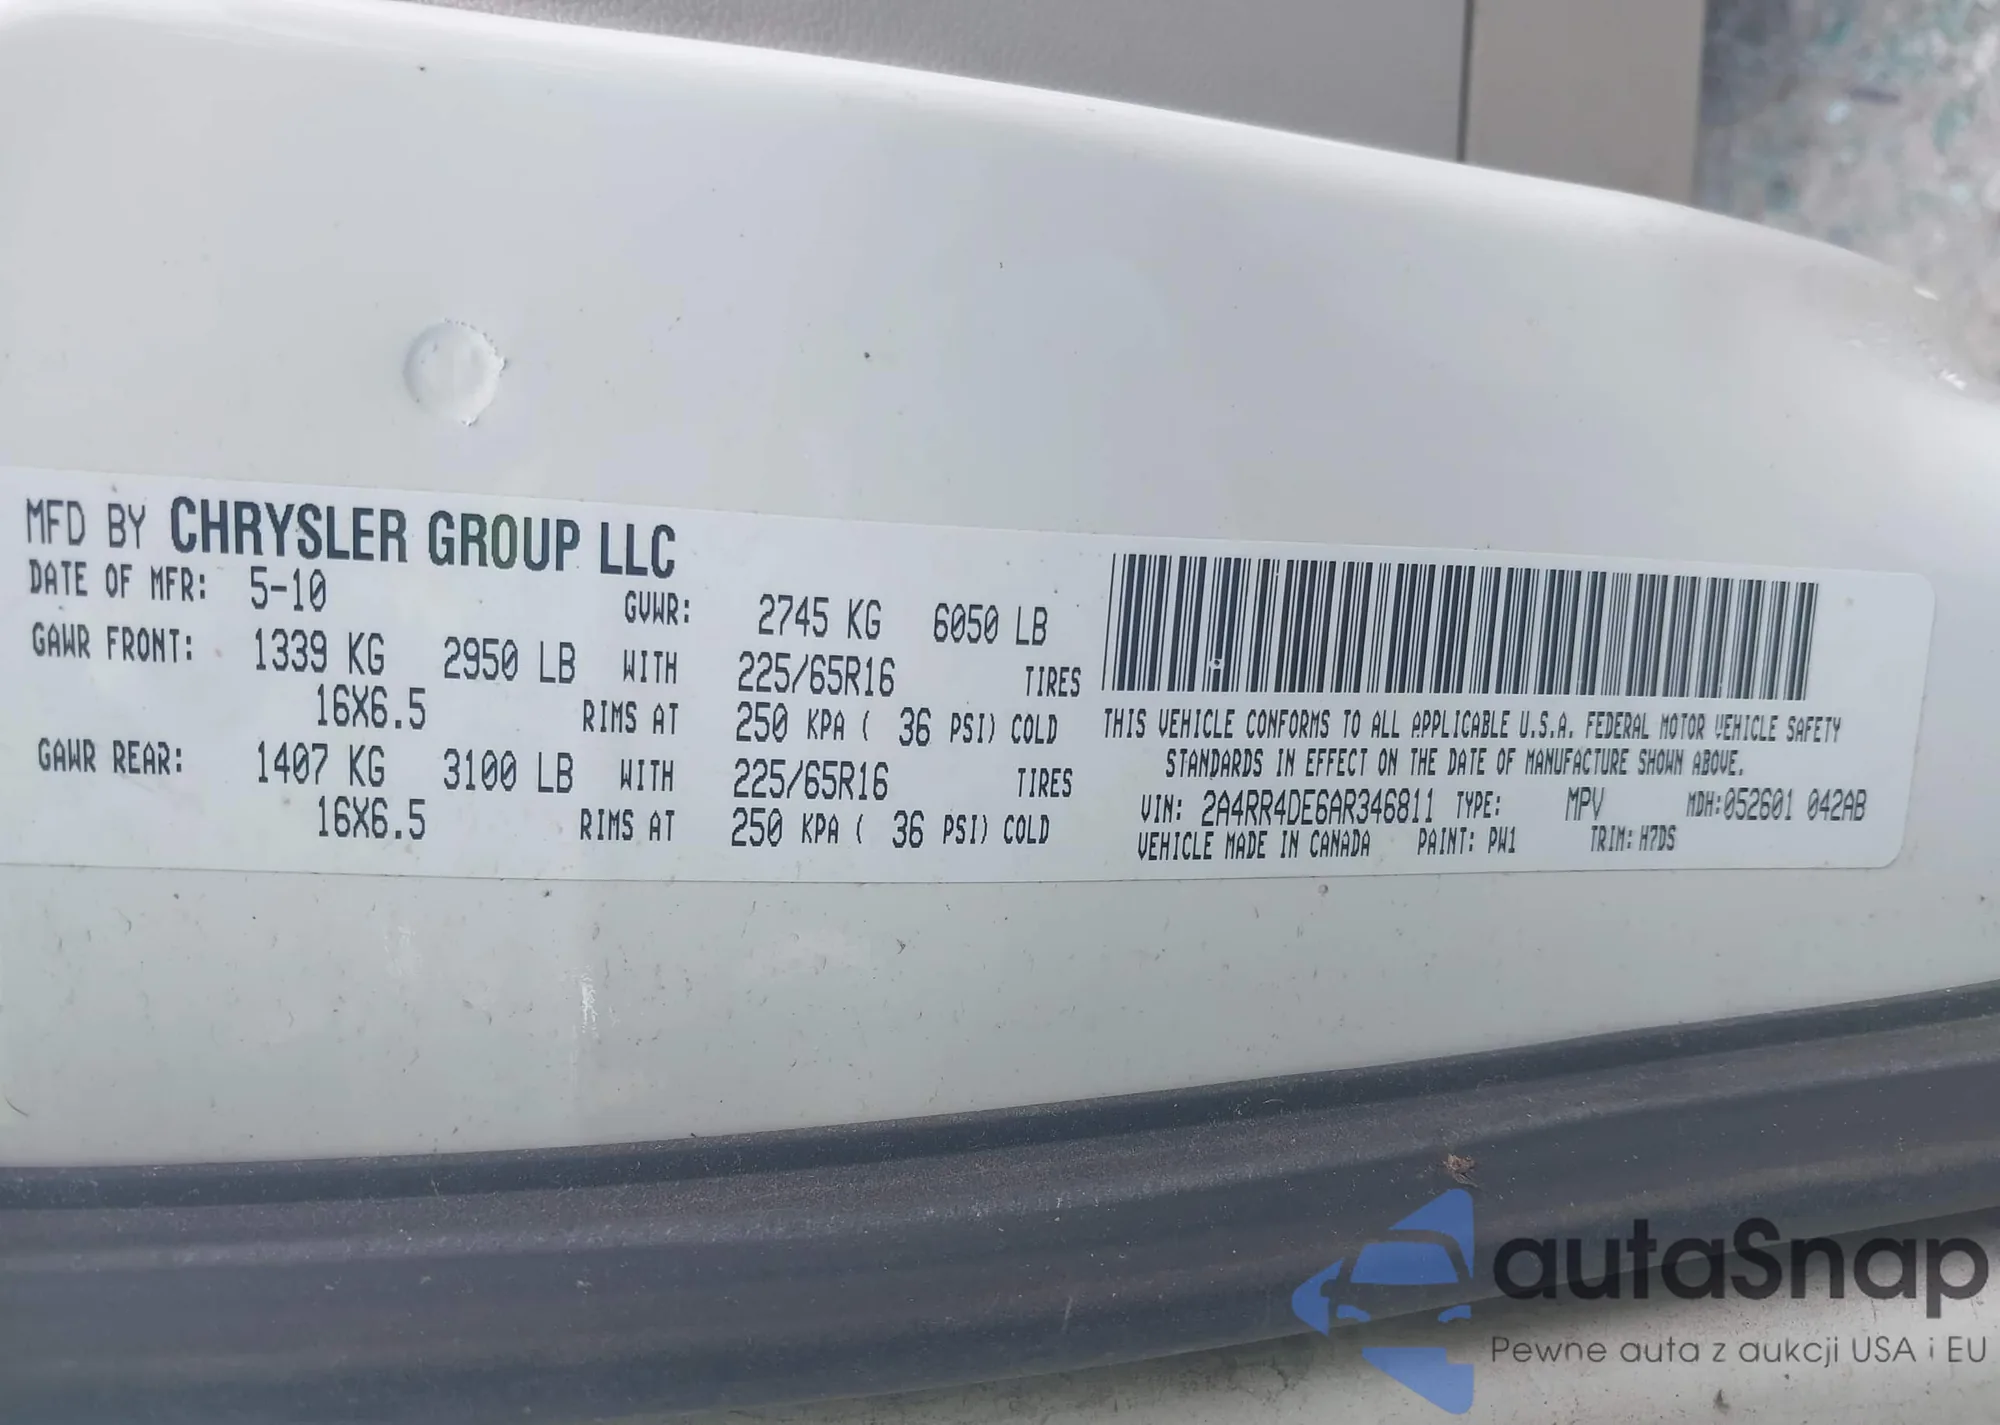 MFD BY CHRYSLER GROUP LLC
DATE OF MFR: 5-10 GVWR: 2745 KG 6050 LB
GAWR FRONT: 1339 KG 2950 LB WITH 225/65R16 TIRES
16X6.5 RIMS AT 250 KPA ( 36 PSI) COLD
GAWR REAR: 1407 KG 3100 LB WITH 225/65R16 TIRES
16X6.5 RIMS AT 250 KPA ( 36 PSI) COLD
THIS VEHICLE CONFORMS TO ALL APPLICABLE U.S.A. FEDERAL MOTOR VEHICLE SAFETY
STANDARDS IN EFFECT ON THE DATE OF MANUFACTURE SHOWN ABOVE.
VIN: 2A4RR4DE6AR346811 TYPE: MPV MDH:052601 042AB
VEHICLE MADE IN CANADA PAINT: PW1 TRIM: H7DS
autaSnap
Pewne auta z aukcji USA i EU